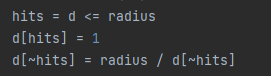 hits = d <= radius
d[hits] = 1
d[~hits] = radius / d[~hits]